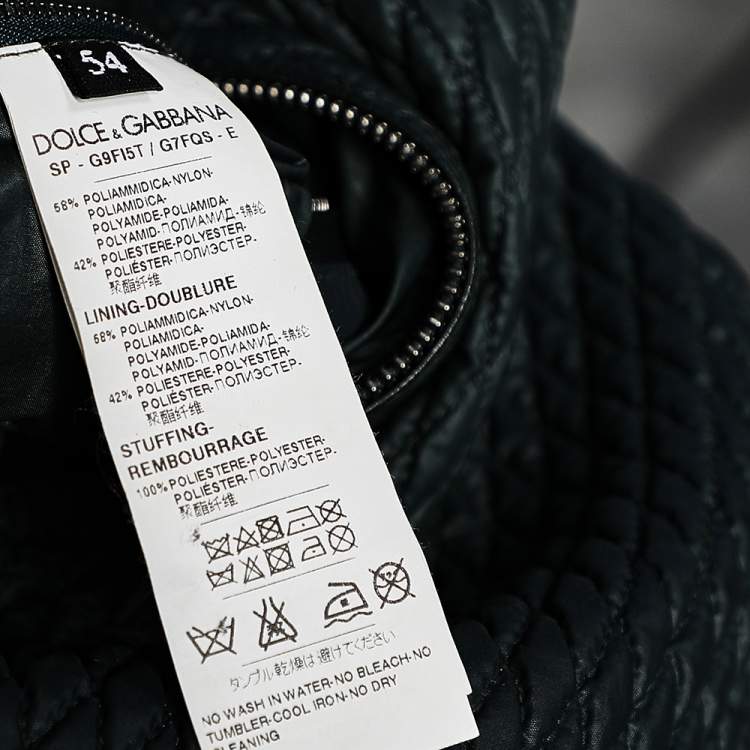 54
DOLCE & GABBANA
SP - G9FI5T / G7FQS - E
58% POLIAMMIDICA-NYLON-
POLIAMIDICA-
POLYAMIDE-POLIAMIDA-
POLYAMID-ПОЛИАМИД-锦纶
42% POLIESTERE-POLYESTER-
POLIÉSTER-ПОЛИЭСТЕР-
聚酯纤维
LINING-DOUBLURE
58% POLIAMMIDICA-NYLON-
POLIAMIDICA-
POLYAMIDE-POLIAMIDA-
POLYAMID-ПОЛИАМИД-锦纶
42% POLIESTERE-POLYESTER-
POLIÉSTER-ПОЛИЭСТЕР-
聚酯纤维
STUFFING-
REMBOURRAGE
100% POLIESTERE-POLYESTER-
POLIÉSTER-ПОЛИЭСТЕР-
聚酯纤维
タンブル乾燥は避けてください
NO WASH IN WATER-NO BLEACH-NO
TUMBLER-COOL IRON-NO DRY
CLEANING